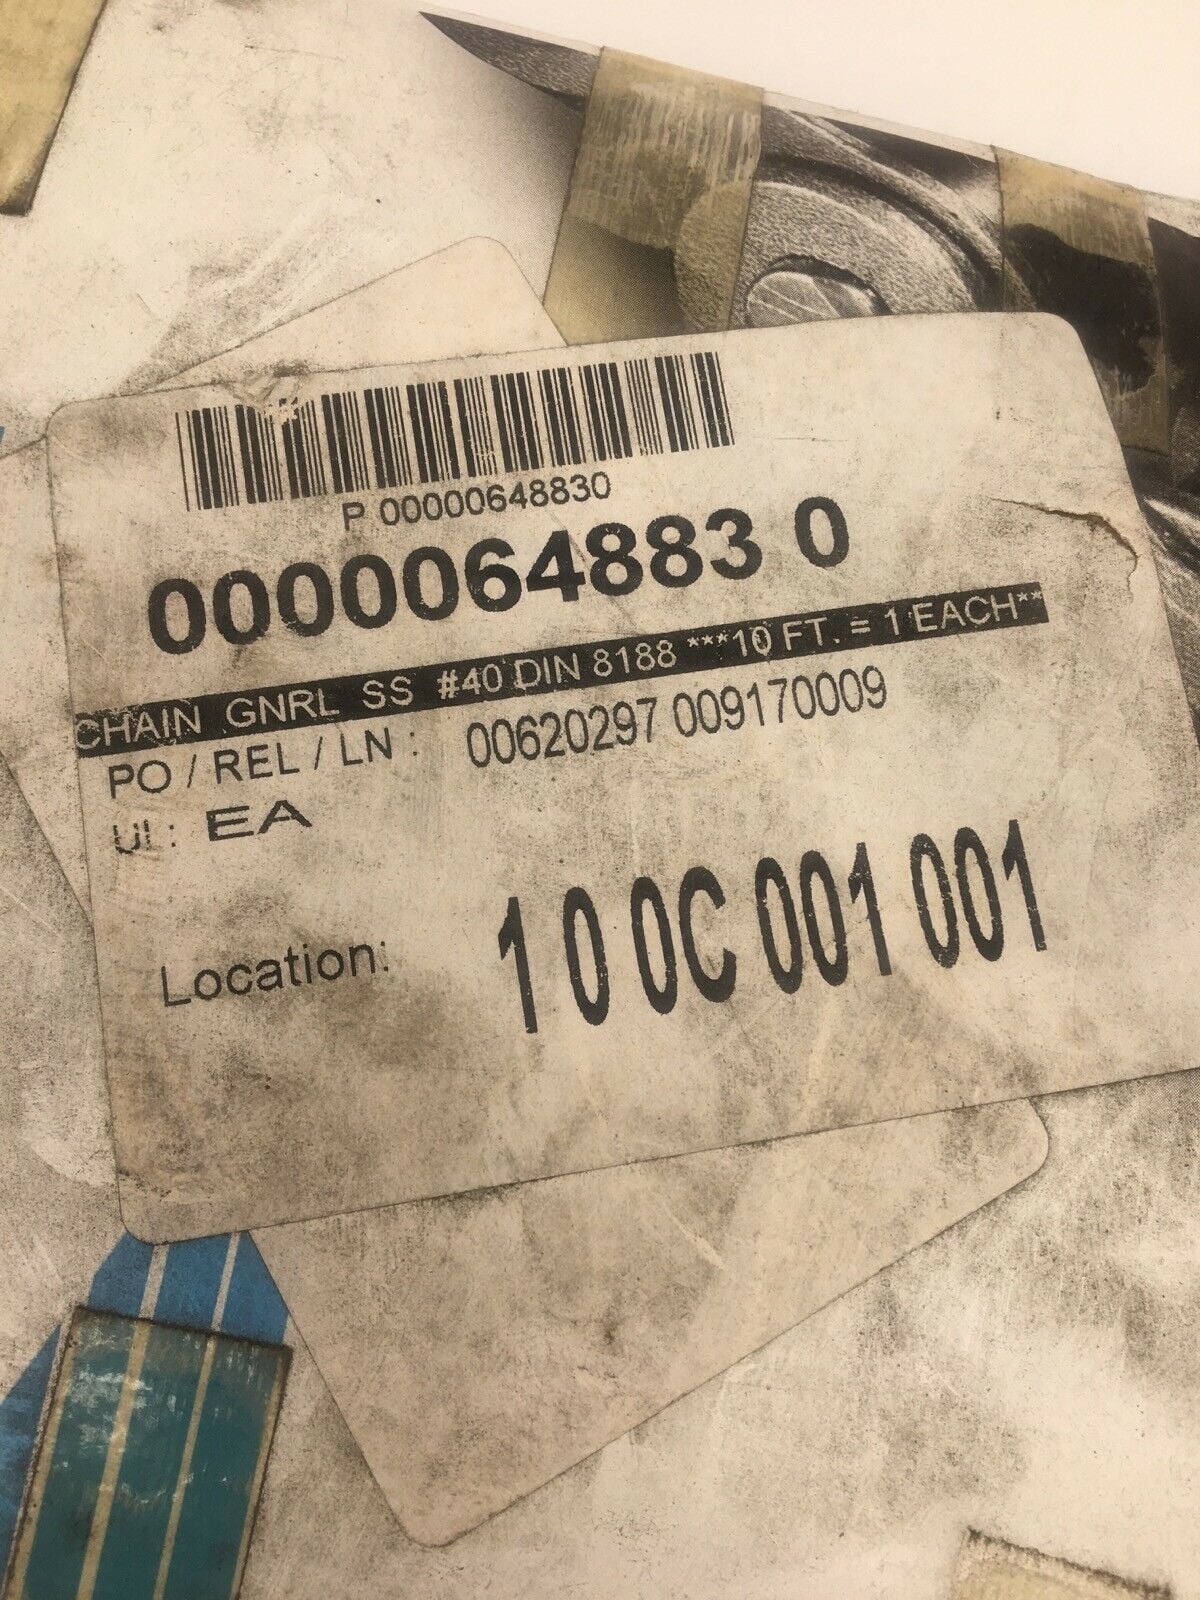 P 00000648830
0000064883 0
CHAIN GNRL SS #40 DIN 8188 ***10 FT. = 1 EACH**
PO / REL / LN : 00620297 009170009
UI : EA
Location: 1 0 0C 001 001